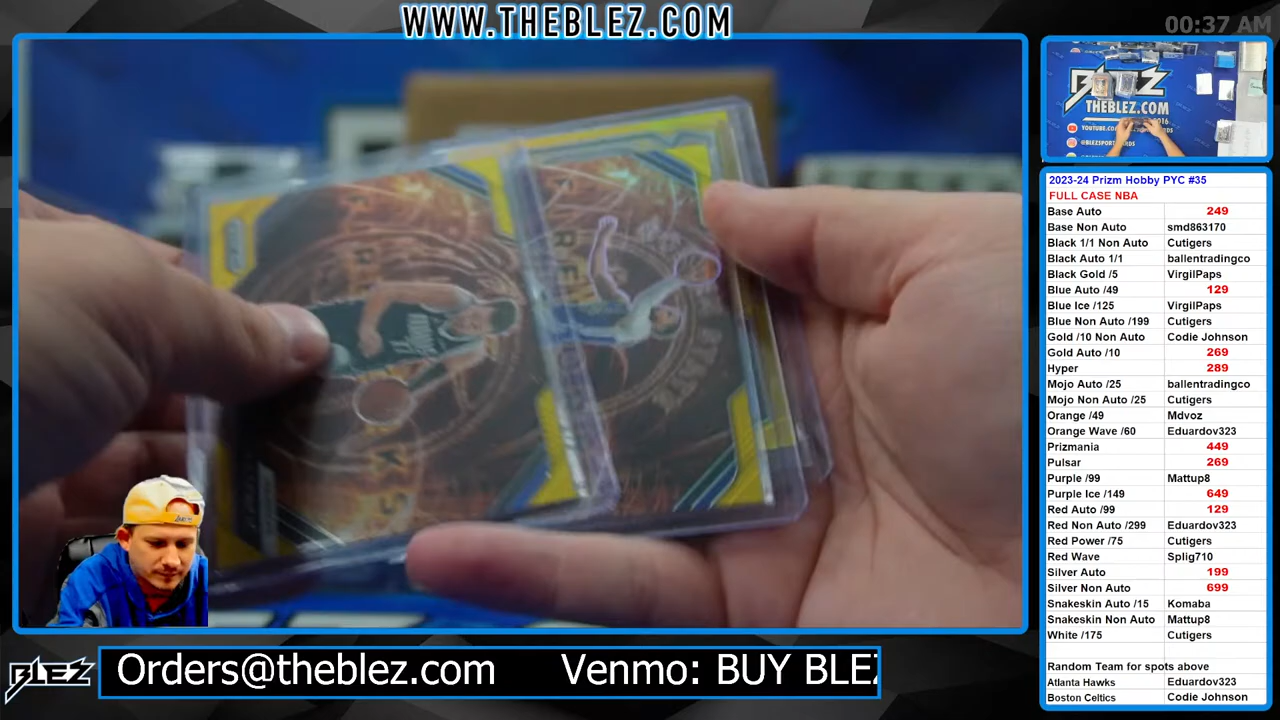 WWW.THEBLEZ.COM
00:37 AM
BLEZ
THEBLEZ.COM
2023-24 Prizm Hobby PYC #35
FULL CASE NBA
Base Auto 249
Base Non Auto smd863170
Black 1/1 Non Auto Cutigers
Black Auto 1/1 ballentradingco
Black Gold /5 VirgilPaps
Blue Auto /49 129
Blue Ice /125 VirgilPaps
Blue Non Auto /199 Cutigers
Gold /10 Non Auto Codie Johnson
Gold Auto /10 269
Hyper 289
Mojo Auto /25 ballentradingco
Mojo Non Auto /25 Cutigers
Orange /49 Mdvoz
Orange Wave /60 Eduardov323
Prizmania 449
Pulsar 269
Purple /99 Mattup8
Purple Ice /149 649
Red Auto /99 129
Red Non Auto /299 Eduardov323
Red Power /75 Cutigers
Red Wave Splig710
Silver Auto 199
Silver Non Auto 699
Snakeskin Auto /15 Komaba
Snakeskin Non Auto Mattup8
White /175 Cutigers
Random Team for spots above
Atlanta Hawks Eduardov323
Boston Celtics Codie Johnson
BLEZ
Orders@theblez.com Venmo: BUY BLEZ